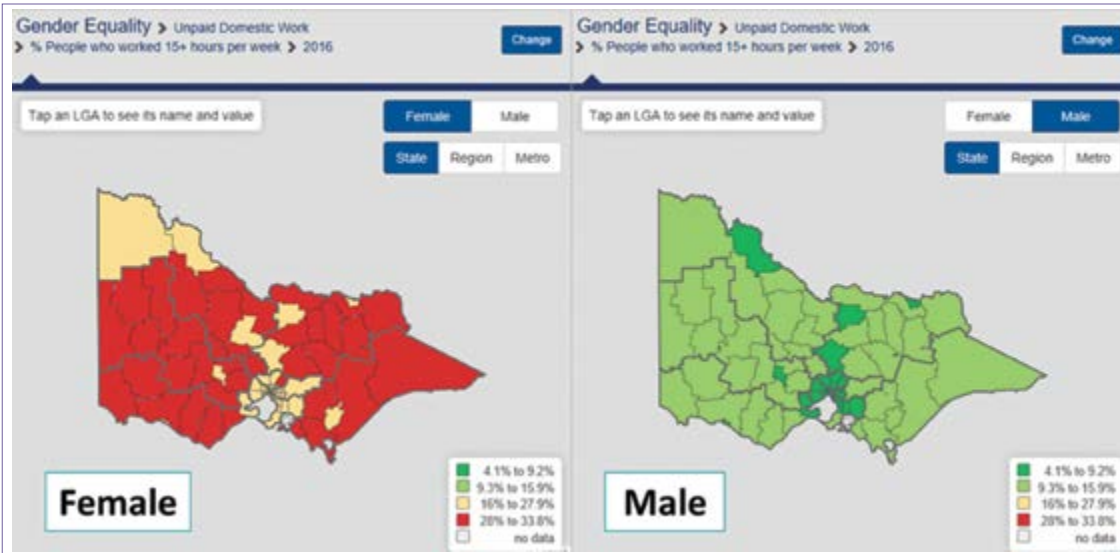 Gender Equality > Unpaid Domestic Work
> % People who worked 15+ hours per week > 2016
Change
Tap an LGA to see its name and value
Female Male
State Region Metro
4.1% to 9.2%
9.3% to 15.9%
16% to 27.9%
28% to 33.8%
no data
Female
Gender Equality > Unpaid Domestic Work
> % People who worked 15+ hours per week > 2016
Change
Tap an LGA to see its name and value
Female Male
State Region Metro
4.1% to 9.2%
9.3% to 15.9%
16% to 27.9%
28% to 33.8%
no data
Male